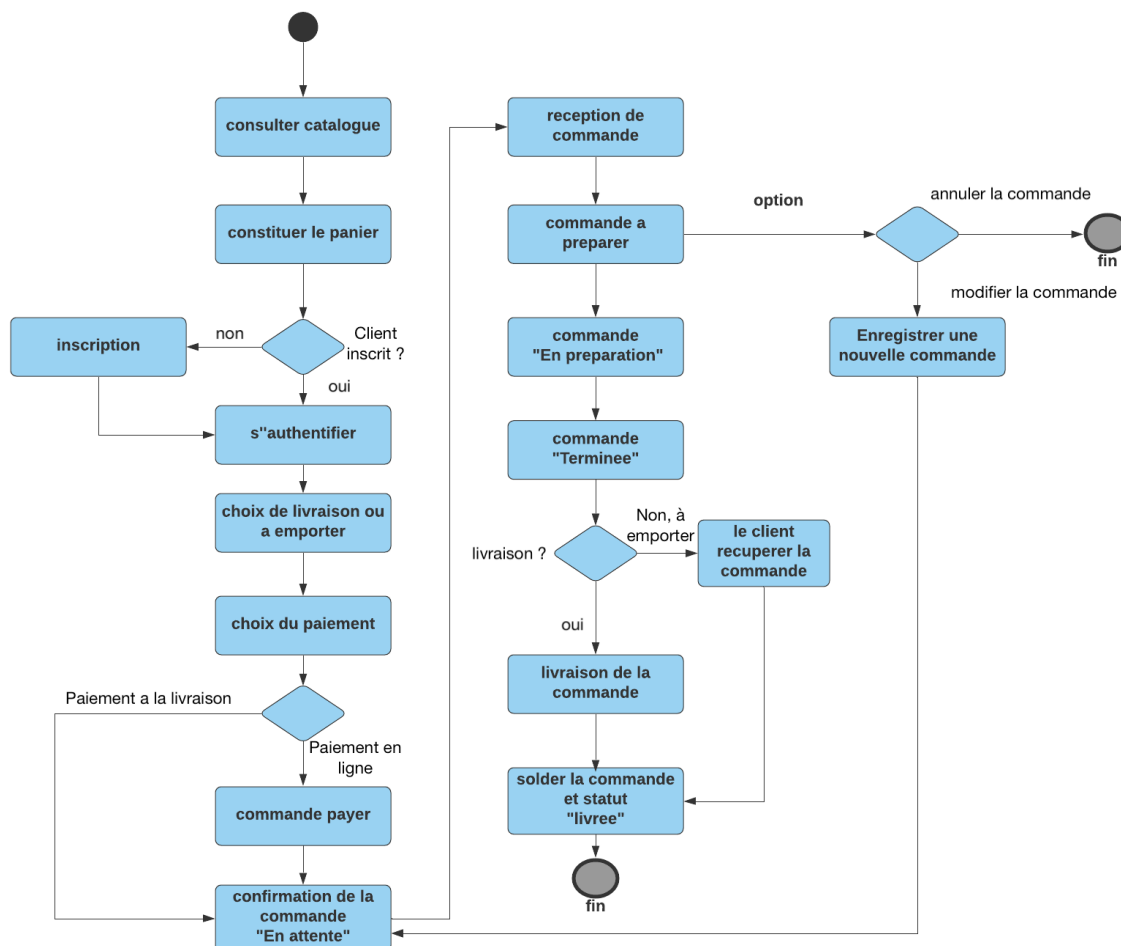 consulter catalogue
constituer le panier
non
Client
inscrit ?
inscription
oui
s''authentifier
choix de livraison ou
a emporter
choix du paiement
Paiement a la livraison
Paiement en
ligne
commande payer
confirmation de la
commande
"En attente"
reception de
commande
commande a
preparer
option
annuler la commande
fin
modifier la commande
Enregistrer une
nouvelle commande
commande
"En preparation"
commande
"Terminee"
livraison ?
Non, à
emporter
le client
recuperer la
commande
oui
livraison de la
commande
solder la commande
et statut
"livree"
fin